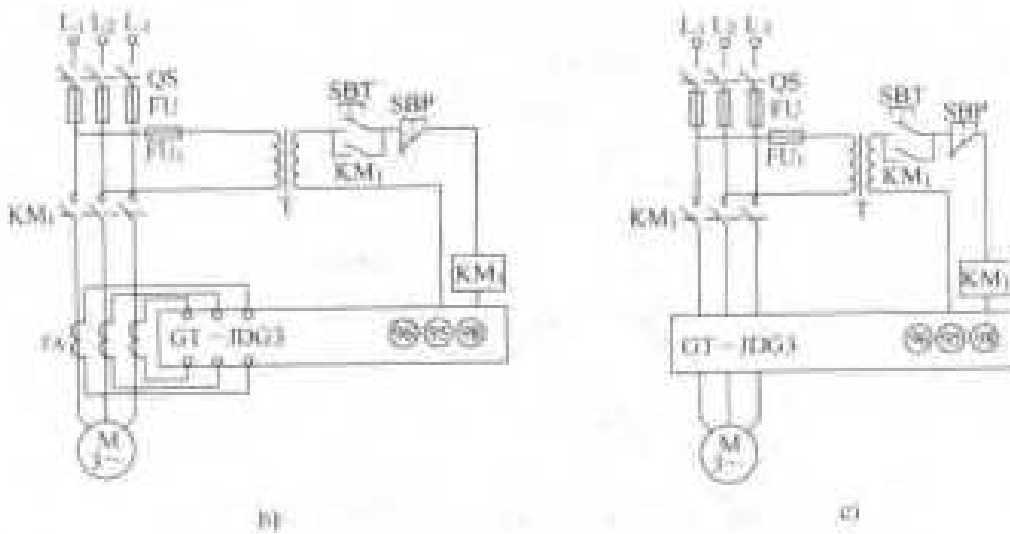 L1 L2 L3
QS
FU
FU1
SBT
SBP
KM1
KM1
KM1
TA
GT-JDG3
M
3~
b)
L1 L2 L3
QS
FU
FU1
SBT
SBP
KM1
KM1
KM1
GT-JDG3
M
3~
c)